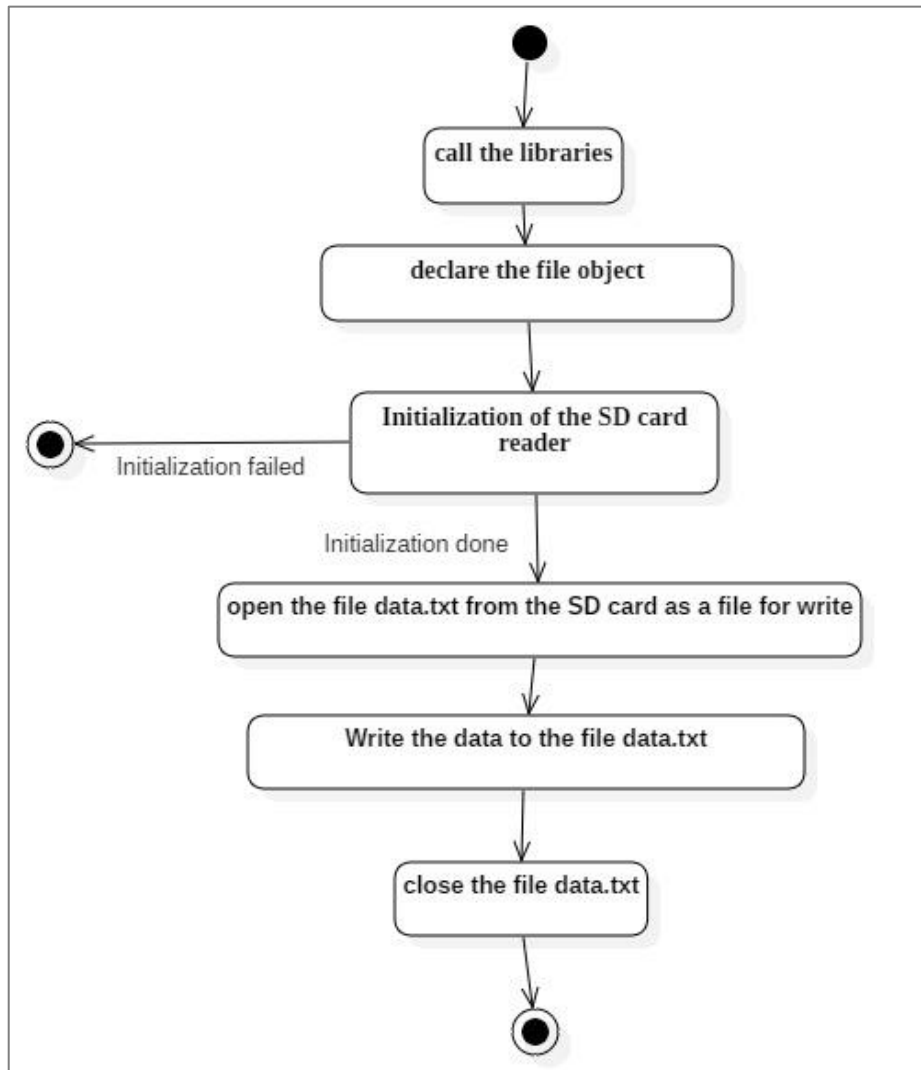 call the libraries
declare the file object
Initialization of the SD card
reader
Initialization failed
Initialization done
open the file data.txt from the SD card as a file for write
Write the data to the file data.txt
close the file data.txt